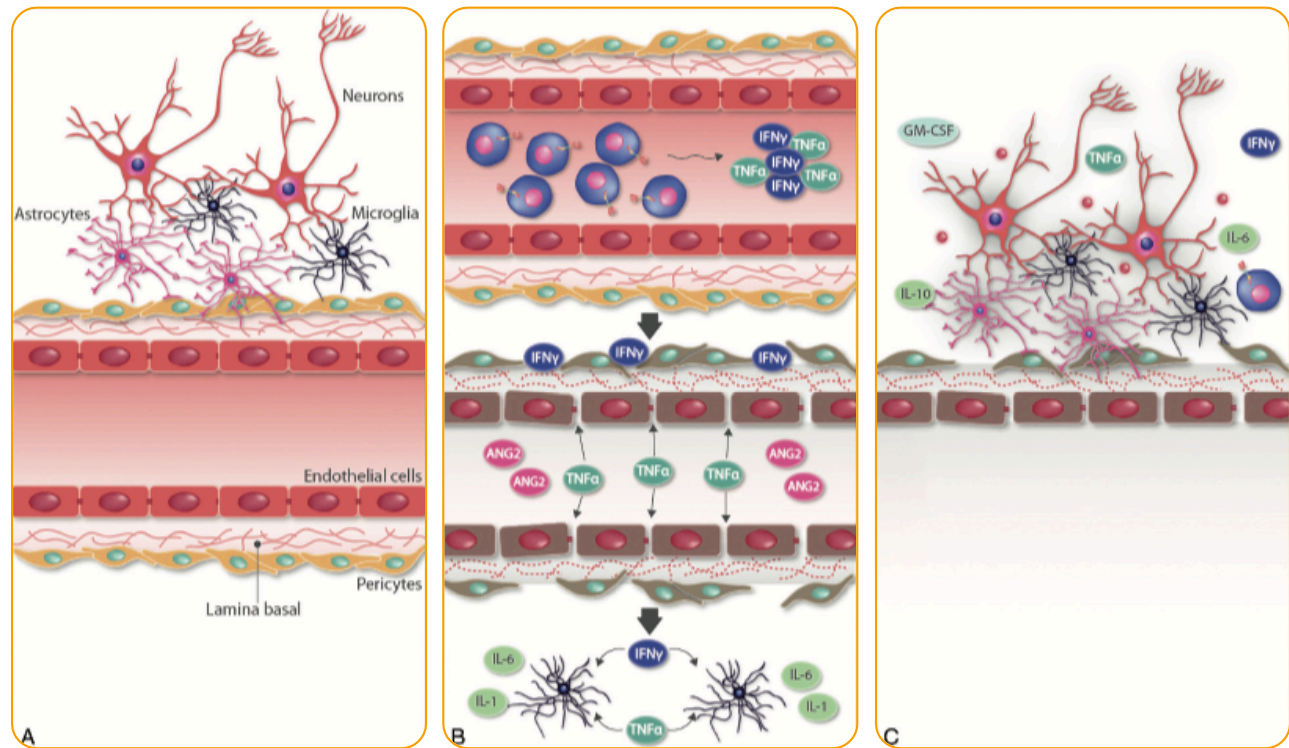 Neurons
Astrocytes
Microglia
Endothelial cells
Pericytes
Lamina basal
A
IFNγ
TNFα
IFNγ
TNFα
TNFα
IFNγ
IFNγ
IFNγ
IFNγ
ANG2
ANG2
TNFα
TNFα
TNFα
ANG2
ANG2
IFNγ
IL-6
IL-1
IL-6
IL-1
TNFα
B
GM-CSF
TNFα
IFNγ
IL-6
IL-10
C